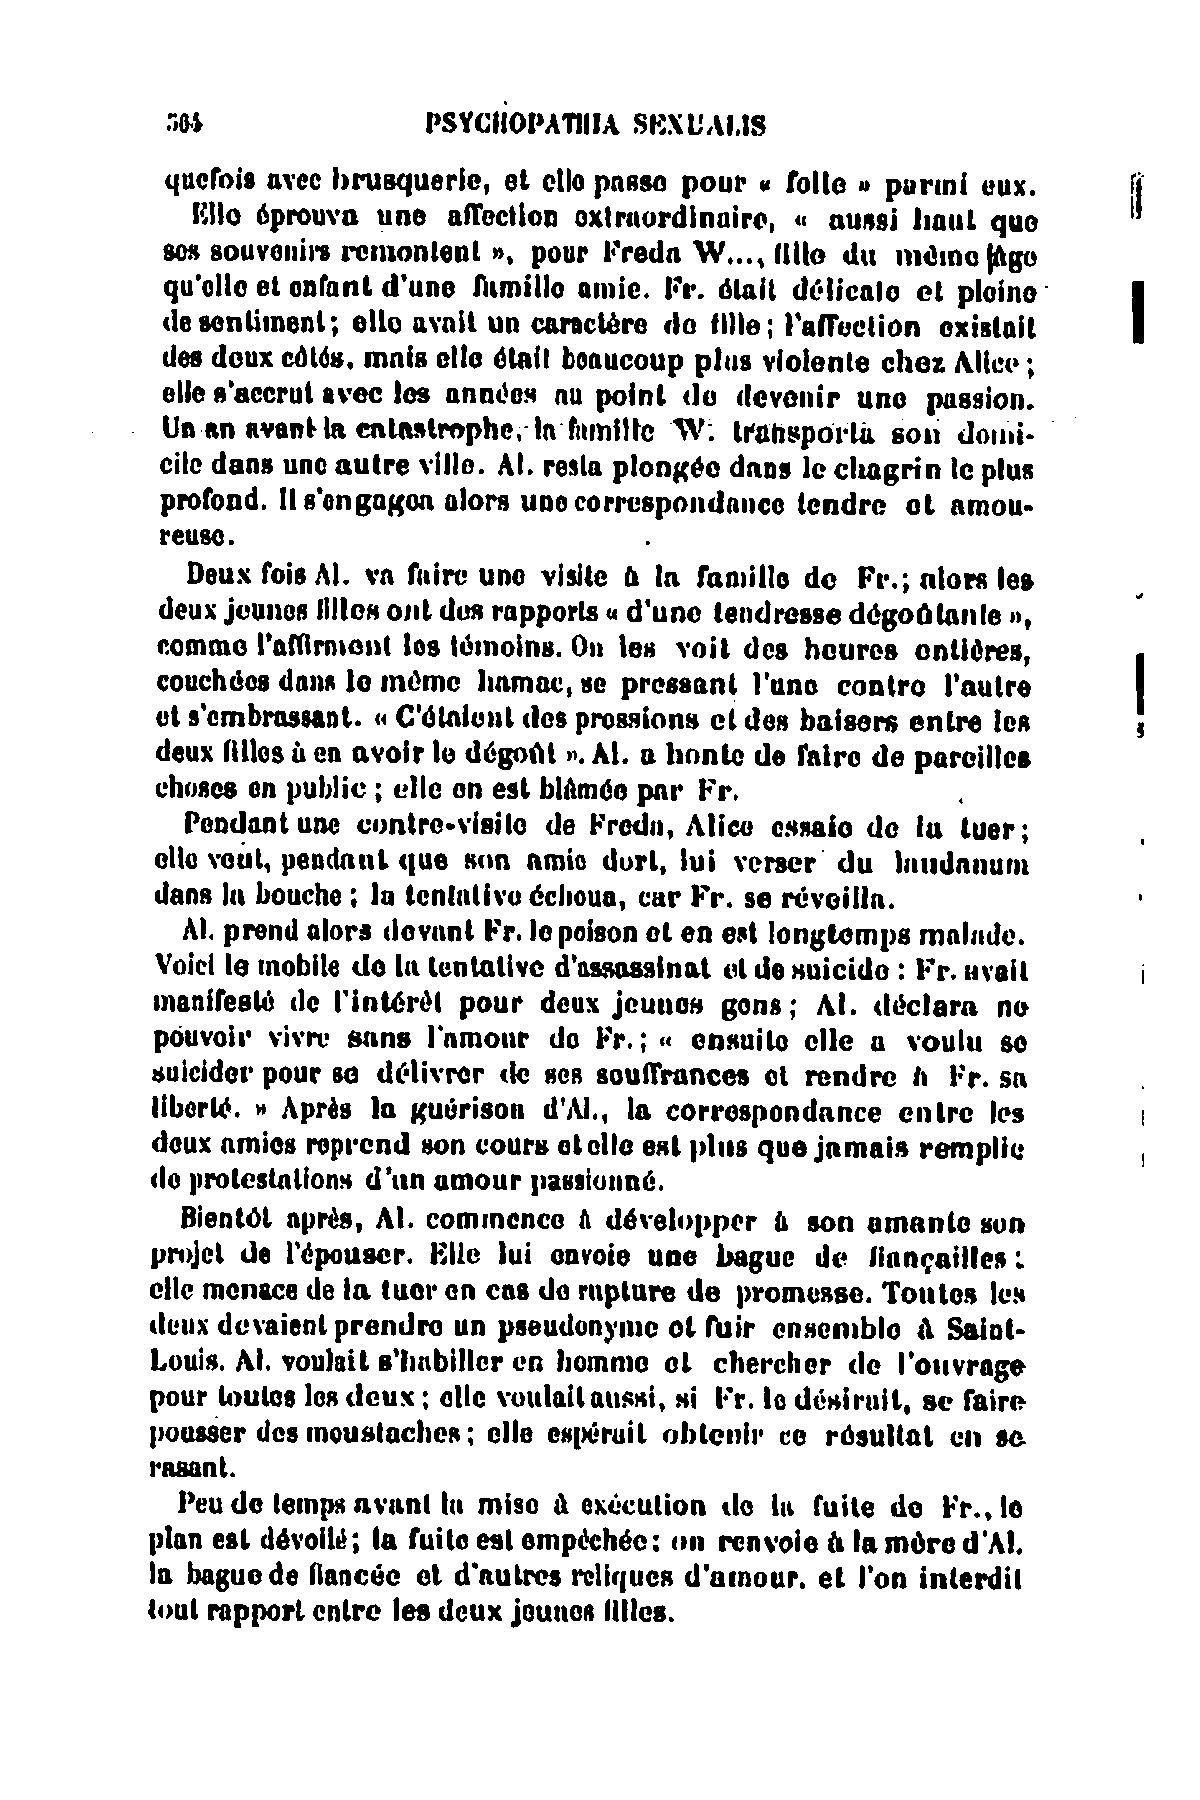 504 PSYCHOPATHIA SEXUALIS
quefois avec brusquerie, et elle passe pour « folle » parmi eux.
Elle éprouva une affection extraordinaire, « aussi haut que
ses souvenirs remontent », pour Freda W..., fille du même âge
qu'elle et enfant d'une famille amie. Fr. était délicate et pleine
de sentiment ; elle avait un caractère de fille ; l'affection existait
des deux côtés, mais elle était beaucoup plus violente chez Alice ;
elle s'accrut avec les années au point de devenir une passion.
Un an avant la catastrophe, la famille W. transporta son domi-
cile dans une autre ville. Al. resta plongée dans le chagrin le plus
profond. Il s'engagea alors une correspondance tendre et amou-
reuse.
Deux fois Al. va faire une visite à la famille de Fr. ; alors les
deux jeunes filles ont des rapports « d'une tendresse dégoûtante »,
comme l'affirment les témoins. On les voit des heures entières,
couchées dans le même hamac, se pressant l'une contre l'autre
et s'embrassant. « C'étaient des pressions et des baisers entre les
deux filles à en avoir le dégoût ». Al. a honte de faire de pareilles
choses en public ; elle en est blâmée par Fr.
Pendant une contre-visite de Freda, Alice essaie de la tuer ;
elle veut, pendant que son amie dort, lui verser du laudanum
dans la bouche ; la tentative échoua, car Fr. se réveilla.
Al. prend alors devant Fr. le poison et en est longtemps malade.
Voici le mobile de la tentative d'assassinat et de suicide : Fr. avait
manifesté de l'intérêt pour deux jeunes gens ; Al. déclara ne
pouvoir vivre sans l'amour de Fr. ; « ensuite elle a voulu se
suicider pour se délivrer de ses souffrances et rendre à Fr. sa
liberté. » Après la guérison d'Al., la correspondance entre les
deux amies reprend son cours et elle est plus que jamais remplie
de protestations d'un amour passionné.
Bientôt après, Al. commence à développer à son amante son
projet de l'épouser. Elle lui envoie une bague de fiançailles :
elle menace de la tuer en cas de rupture de promesse. Toutes les
deux devaient prendre un pseudonyme et fuir ensemble à Saint-
Louis. Al. voulait s'habiller en homme et chercher de l'ouvrage
pour toutes les deux ; elle voulait aussi, si Fr. le désirait, se faire
pousser des moustaches ; elle espérait obtenir ce résultat en se
rasant.
Peu de temps avant la mise à exécution de la fuite de Fr., le
plan est dévoilé ; la fuite est empêchée : on renvoie à la mère d'Al.
la bague de fiancée et d'autres reliques d'amour, et l'on interdit
tout rapport entre les deux jeunes filles.